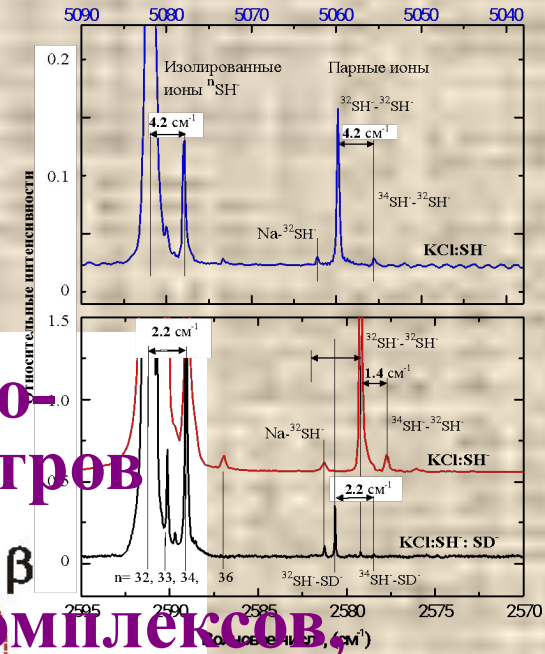 5090 5080 5070 5060 5050 5040
0.2
0.1
0
Изолированные
ионы ⁿSH⁻
Парные ионы
4.2 см⁻¹
³²SH⁻-³²SH⁻
4.2 см⁻¹
³⁴SH⁻-³²SH⁻
Na-³²SH⁻
KCl:SH⁻
Относительные интенсивности
1.5
1.0
0.5
0
2.2 см⁻¹
³²SH⁻-³²SH⁻
1.4 см⁻¹
³⁴SH⁻-³²SH⁻
Na-³²SH⁻
KCl:SH⁻
2.2 см⁻¹
KCl:SH⁻: SD⁻
n= 32, 33, 34, 36
³²SH⁻-SD⁻ ³⁴SH⁻-SD⁻
2595 2590 2585 2580 2575 2570
Волновое число, (см⁻¹)
о-
тров
β
омплексов,